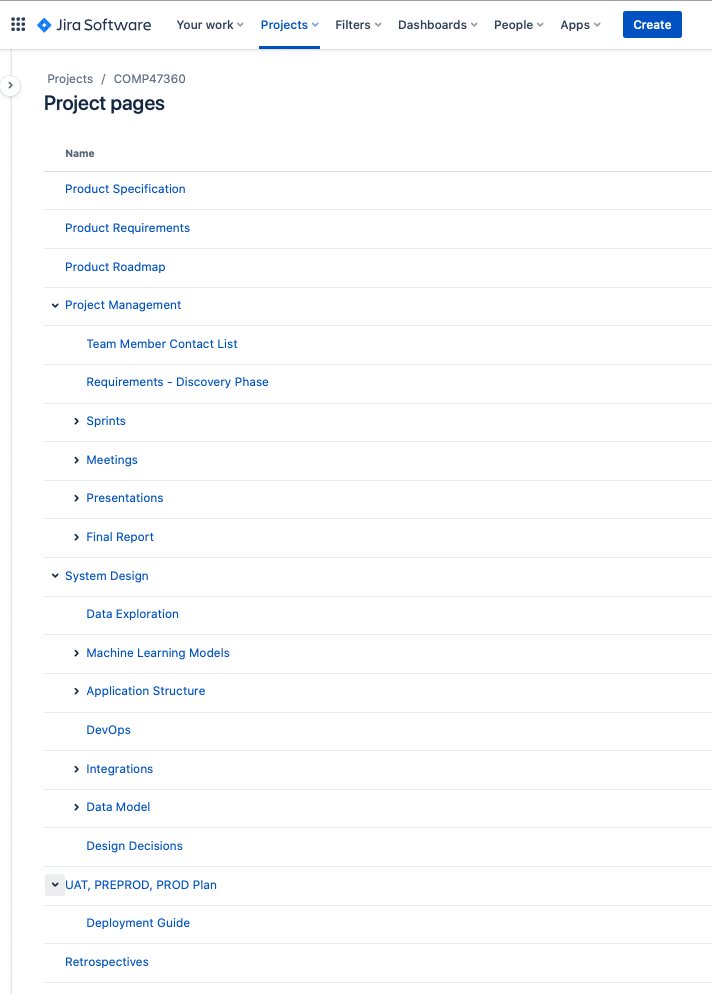 Jira Software Your work Projects Filters Dashboards People Apps Create
Projects / COMP47360
Project pages
Name
Product Specification
Product Requirements
Product Roadmap
Project Management
Team Member Contact List
Requirements - Discovery Phase
Sprints
Meetings
Presentations
Final Report
System Design
Data Exploration
Machine Learning Models
Application Structure
DevOps
Integrations
Data Model
Design Decisions
UAT, PREPROD, PROD Plan
Deployment Guide
Retrospectives